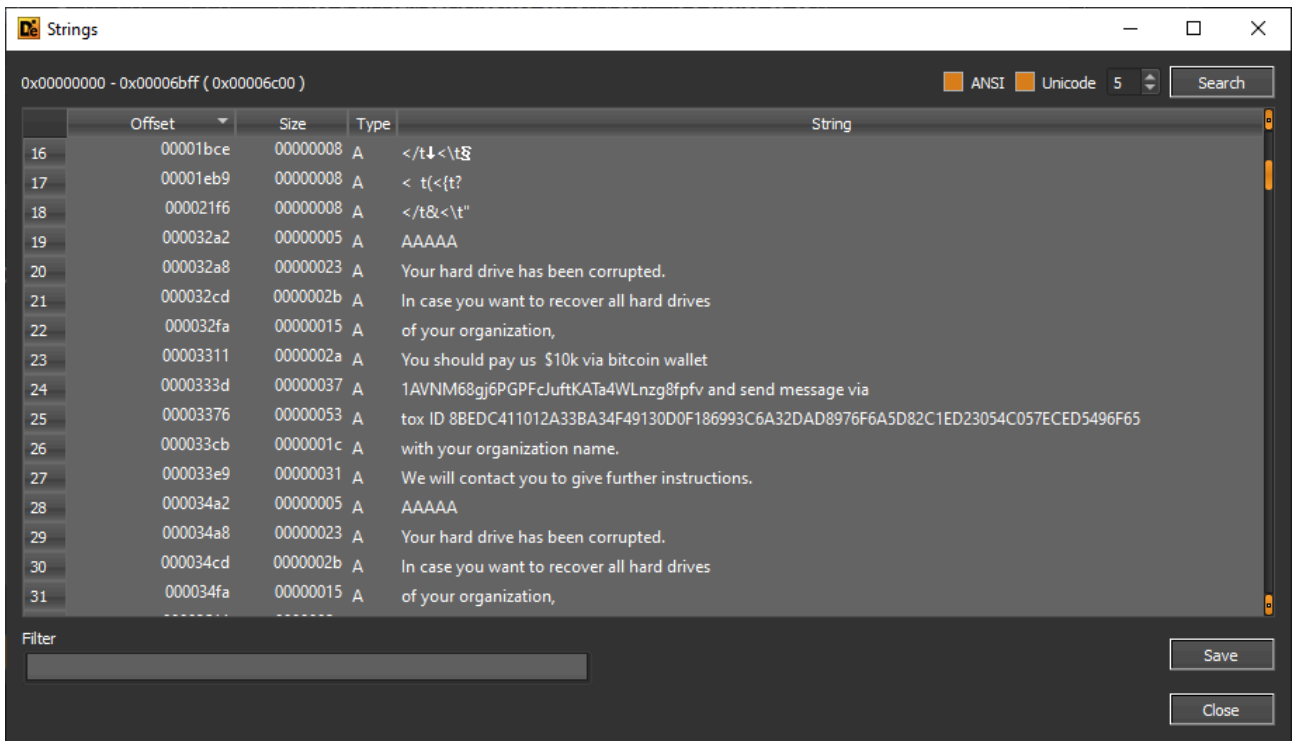 De Strings
0x00000000 - 0x00006bff ( 0x00006c00 ) ANSI Unicode 5 Search
Offset Size Type String
16 00001bce 00000008 A </t↓<\t§
17 00001eb9 00000008 A < t(<{t?
18 000021f6 00000008 A </t&<\t"
19 000032a2 00000005 A AAAAA
20 000032a8 00000023 A Your hard drive has been corrupted.
21 000032cd 0000002b A In case you want to recover all hard drives
22 000032fa 00000015 A of your organization,
23 00003311 0000002a A You should pay us  $10k via bitcoin wallet
24 0000333d 00000037 A 1AVNM68gj6PGPFcJuftKATa4WLnzg8fpfv and send message via
25 00003376 00000053 A tox ID 8BEDC411012A33BA34F49130D0F186993C6A32DAD8976F6A5D82C1ED23054C057ECED5496F65
26 000033cb 0000001c A with your organization name.
27 000033e9 00000031 A We will contact you to give further instructions.
28 000034a2 00000005 A AAAAA
29 000034a8 00000023 A Your hard drive has been corrupted.
30 000034cd 0000002b A In case you want to recover all hard drives
31 000034fa 00000015 A of your organization,
Filter
Save
Close